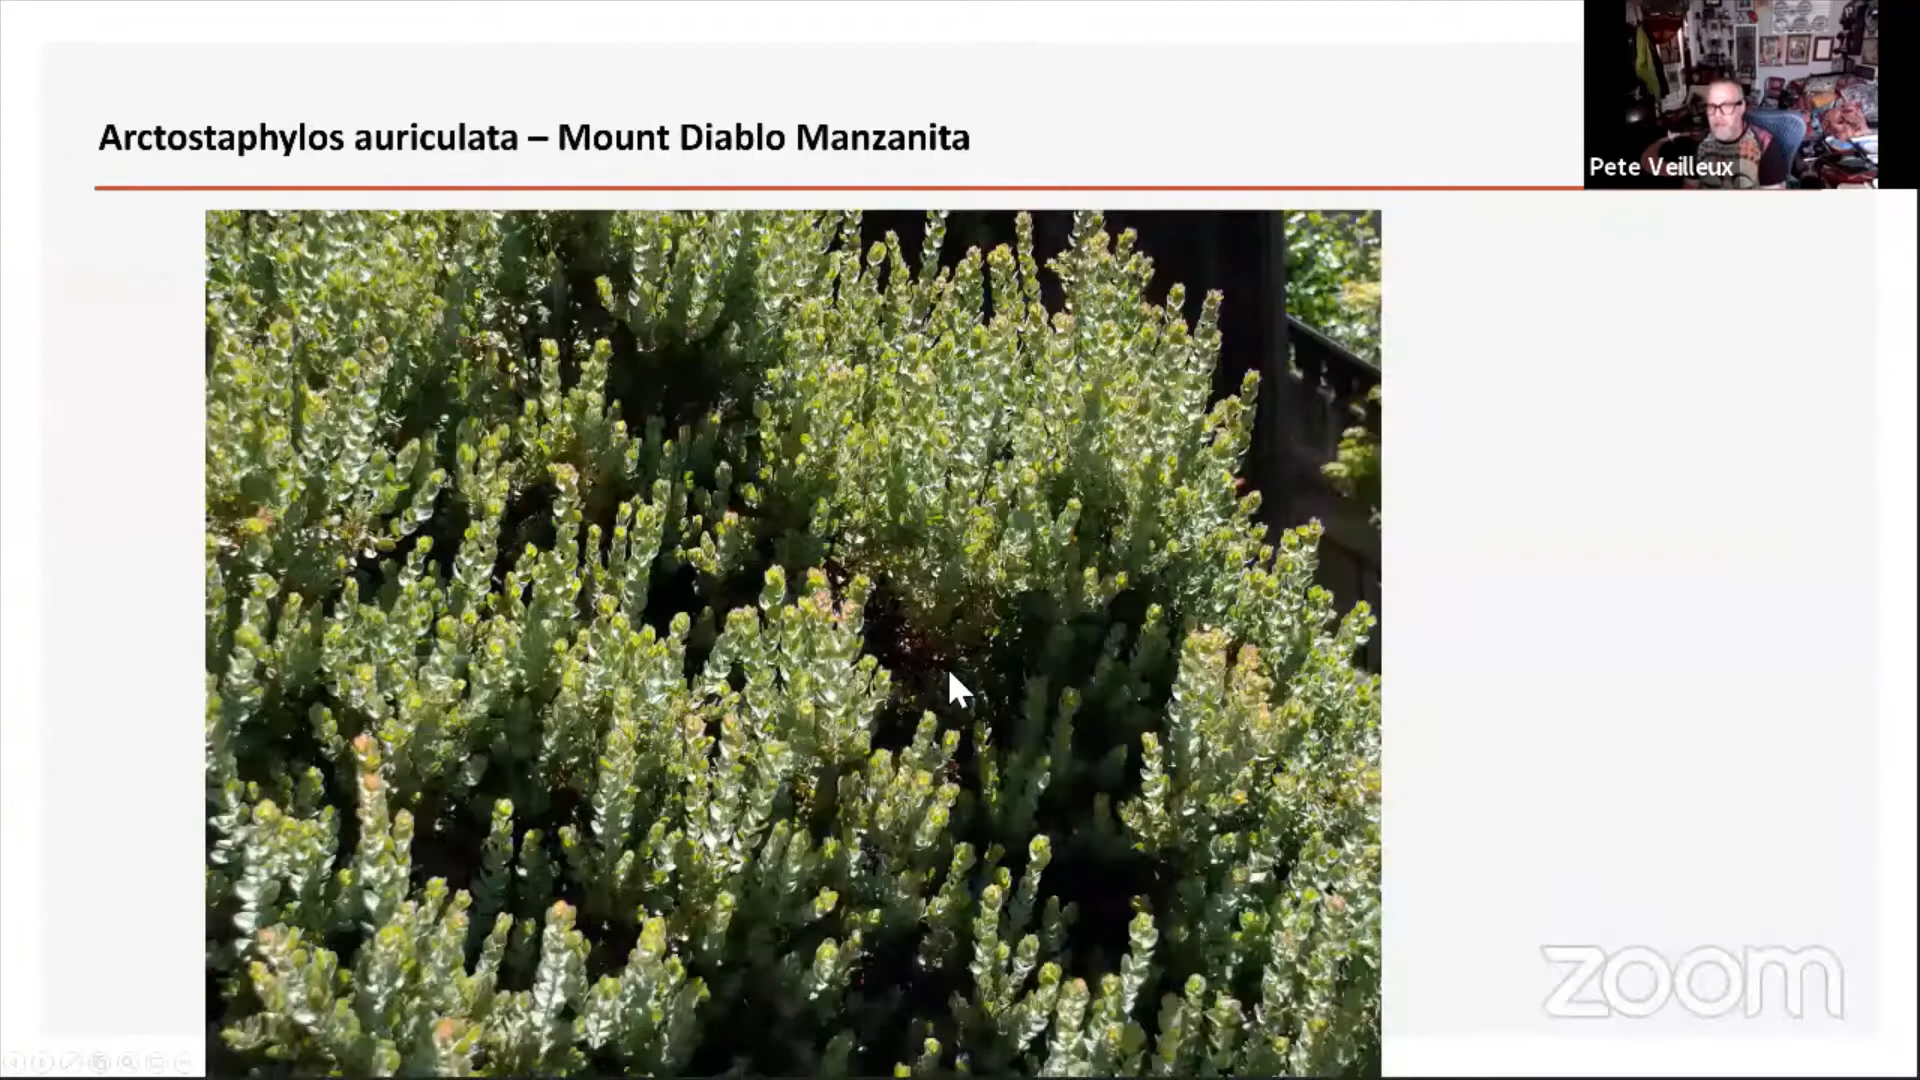 Arctostaphylos auriculata – Mount Diablo Manzanita
Pete Veilleux
zoom